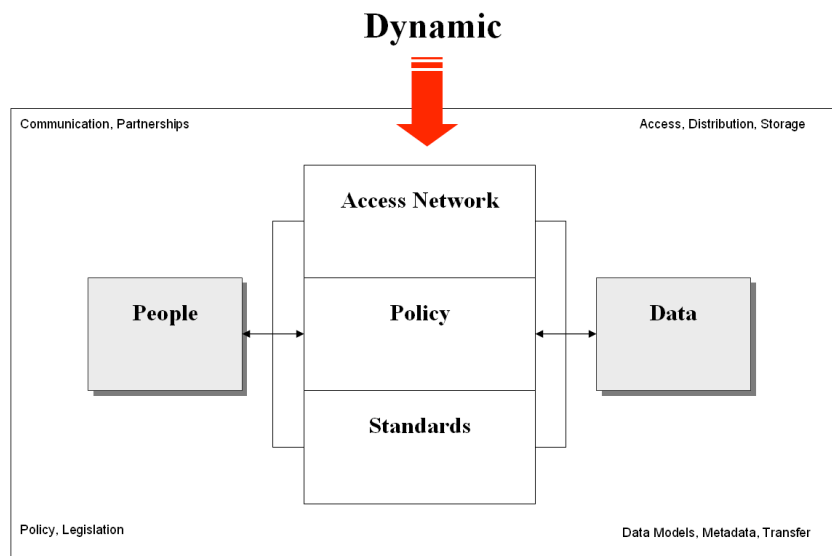 Dynamic
Communication, Partnerships
Access, Distribution, Storage
Access Network
People
Policy
Data
Standards
Policy, Legislation
Data Models, Metadata, Transfer